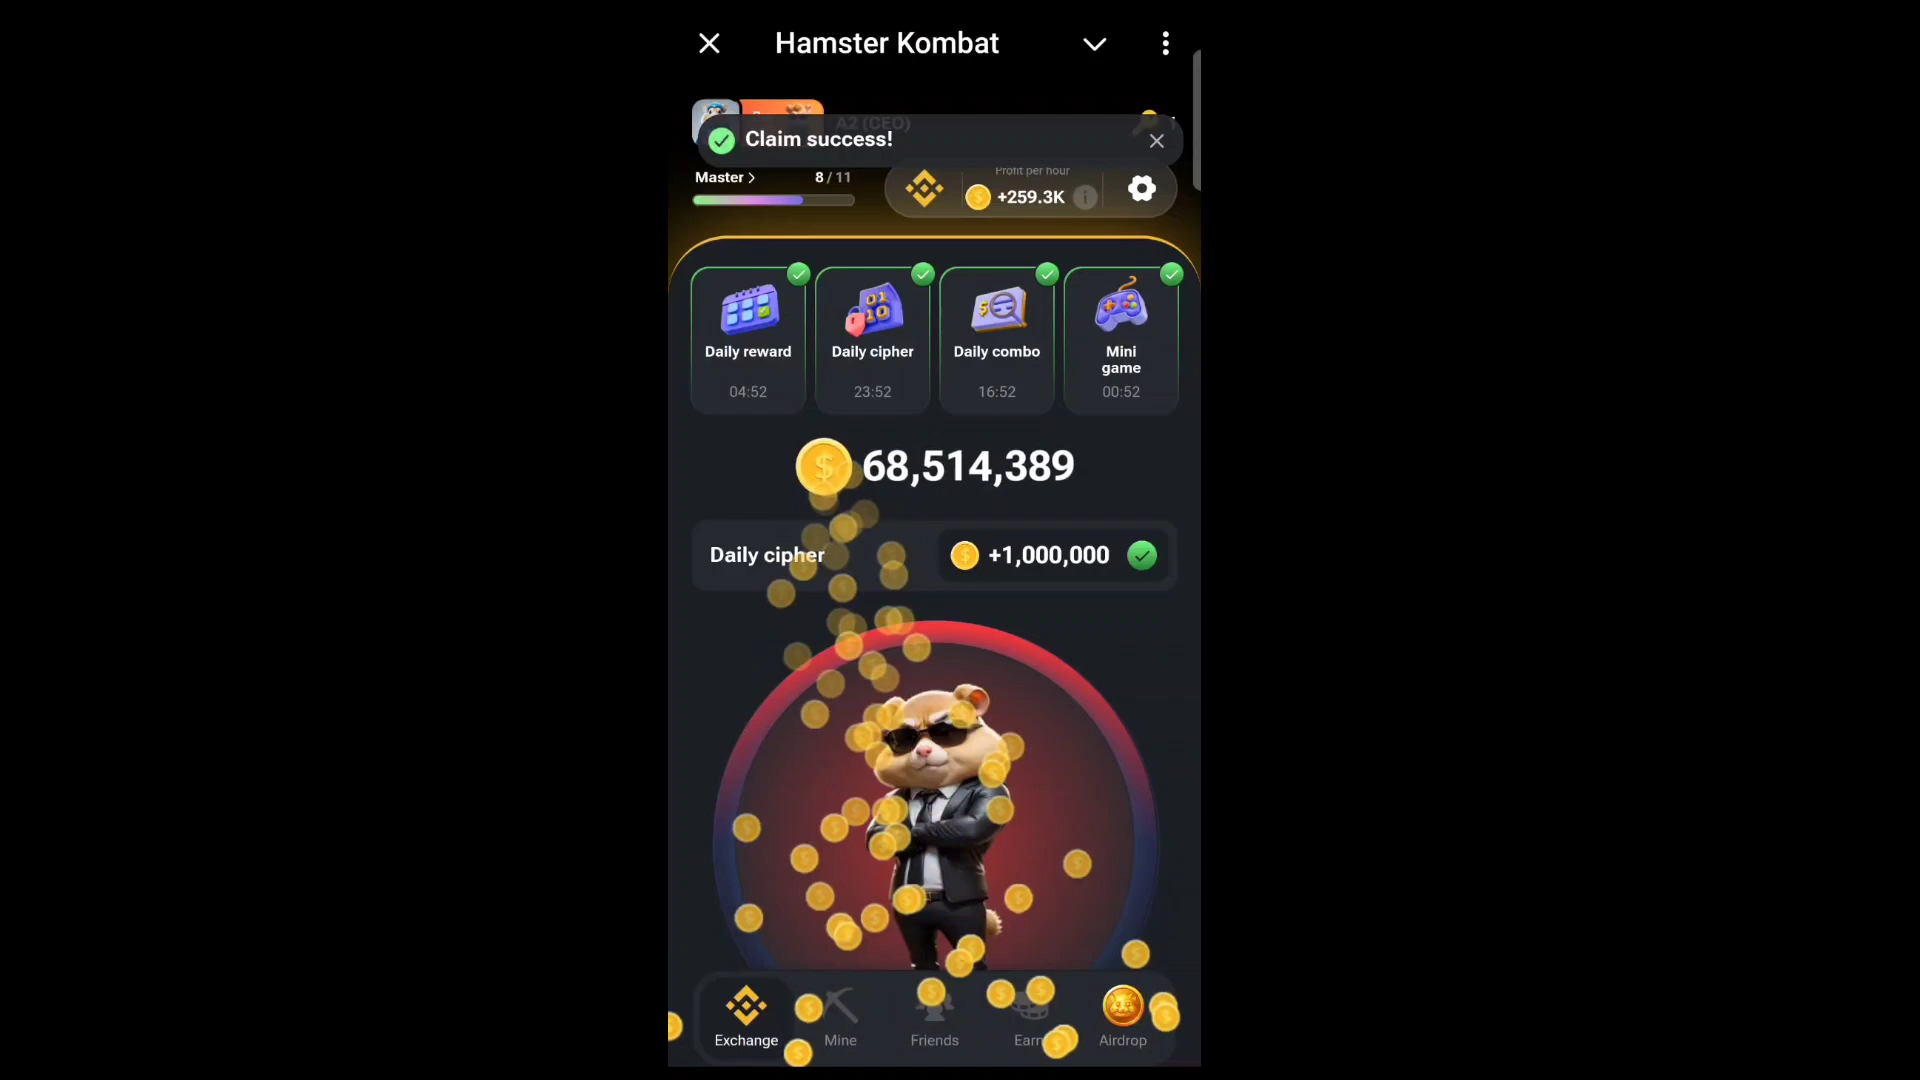 Hamster Kombat
A2 (CEO)
Claim success!
Master > 8 / 11
Profit per hour
+259.3K
Daily reward
04:52
Daily cipher
23:52
Daily combo
16:52
Mini
game
00:52
68,514,389
Daily cipher +1,000,000
Exchange
Mine
Friends
Earn
Airdrop